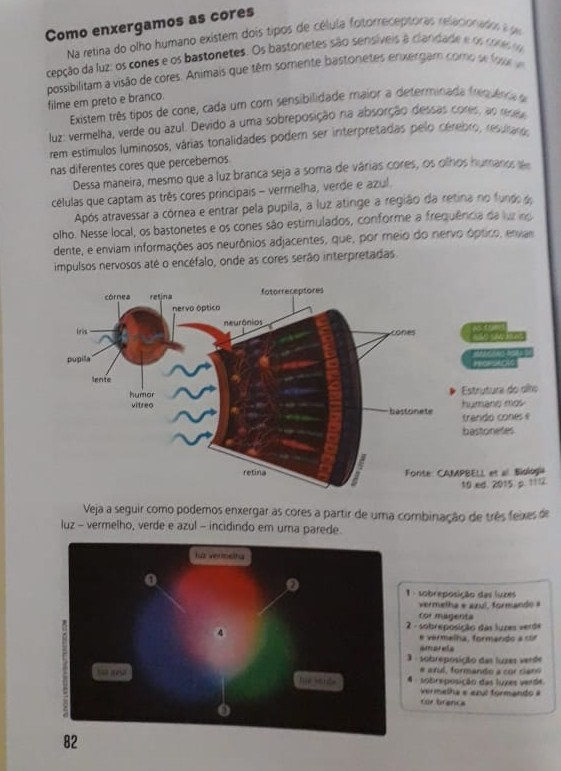 Como enxergamos as cores
Na retina do olho humano existem dois tipos de célula fotorreceptoras relacionados à per-
cepção da luz: os cones e os bastonetes. Os bastonetes são sensíveis à claridade e os cones
possibilitam a visão de cores. Animais que têm somente bastonetes enxergam como se fosse um
filme em preto e branco.
Existem três tipos de cone, cada um com sensibilidade maior a determinada frequência de
luz: vermelha, verde ou azul. Devido a uma sobreposição na absorção dessas cores, ao recebe-
rem estímulos luminosos, várias tonalidades podem ser interpretadas pelo cérebro, resultando
nas diferentes cores que percebemos.
Dessa maneira, mesmo que a luz branca seja a soma de várias cores, os olhos humanos têm
células que captam as três cores principais – vermelha, verde e azul.
Após atravessar a córnea e entrar pela pupila, a luz atinge a região da retina no fundo do
olho. Nesse local, os bastonetes e os cones são estimulados, conforme a frequência da luz inci-
dente, e enviam informações aos neurônios adjacentes, que, por meio do nervo óptico, enviam
impulsos nervosos até o encéfalo, onde as cores serão interpretadas.
fotorreceptores
córnea
retina
nervo óptico
neurônios
íris
cones
pupila
lente
humor
vítreo
bastonete
retina
AS CORES
NÃO SÃO REAIS
IMAGENS FORA DE
PROPORÇÃO
Estrutura do olho
humano mos-
trando cones e
bastonetes.
Fonte: CAMPBELL et al. Biologia
10 ed. 2015. p. 1112.
Veja a seguir como podemos enxergar as cores a partir de uma combinação de três feixes de
luz – vermelho, verde e azul – incidindo em uma parede.
luz vermelha
1
2
4
luz azul
luz verde
3
1 - sobreposição das luzes
vermelha e azul, formando a
cor magenta
2 - sobreposição das luzes verde
e vermelha, formando a cor
amarela
3 - sobreposição das luzes verde
e azul, formando a cor ciano
4 - sobreposição das luzes verde,
vermelha e azul formando a
cor branca
82